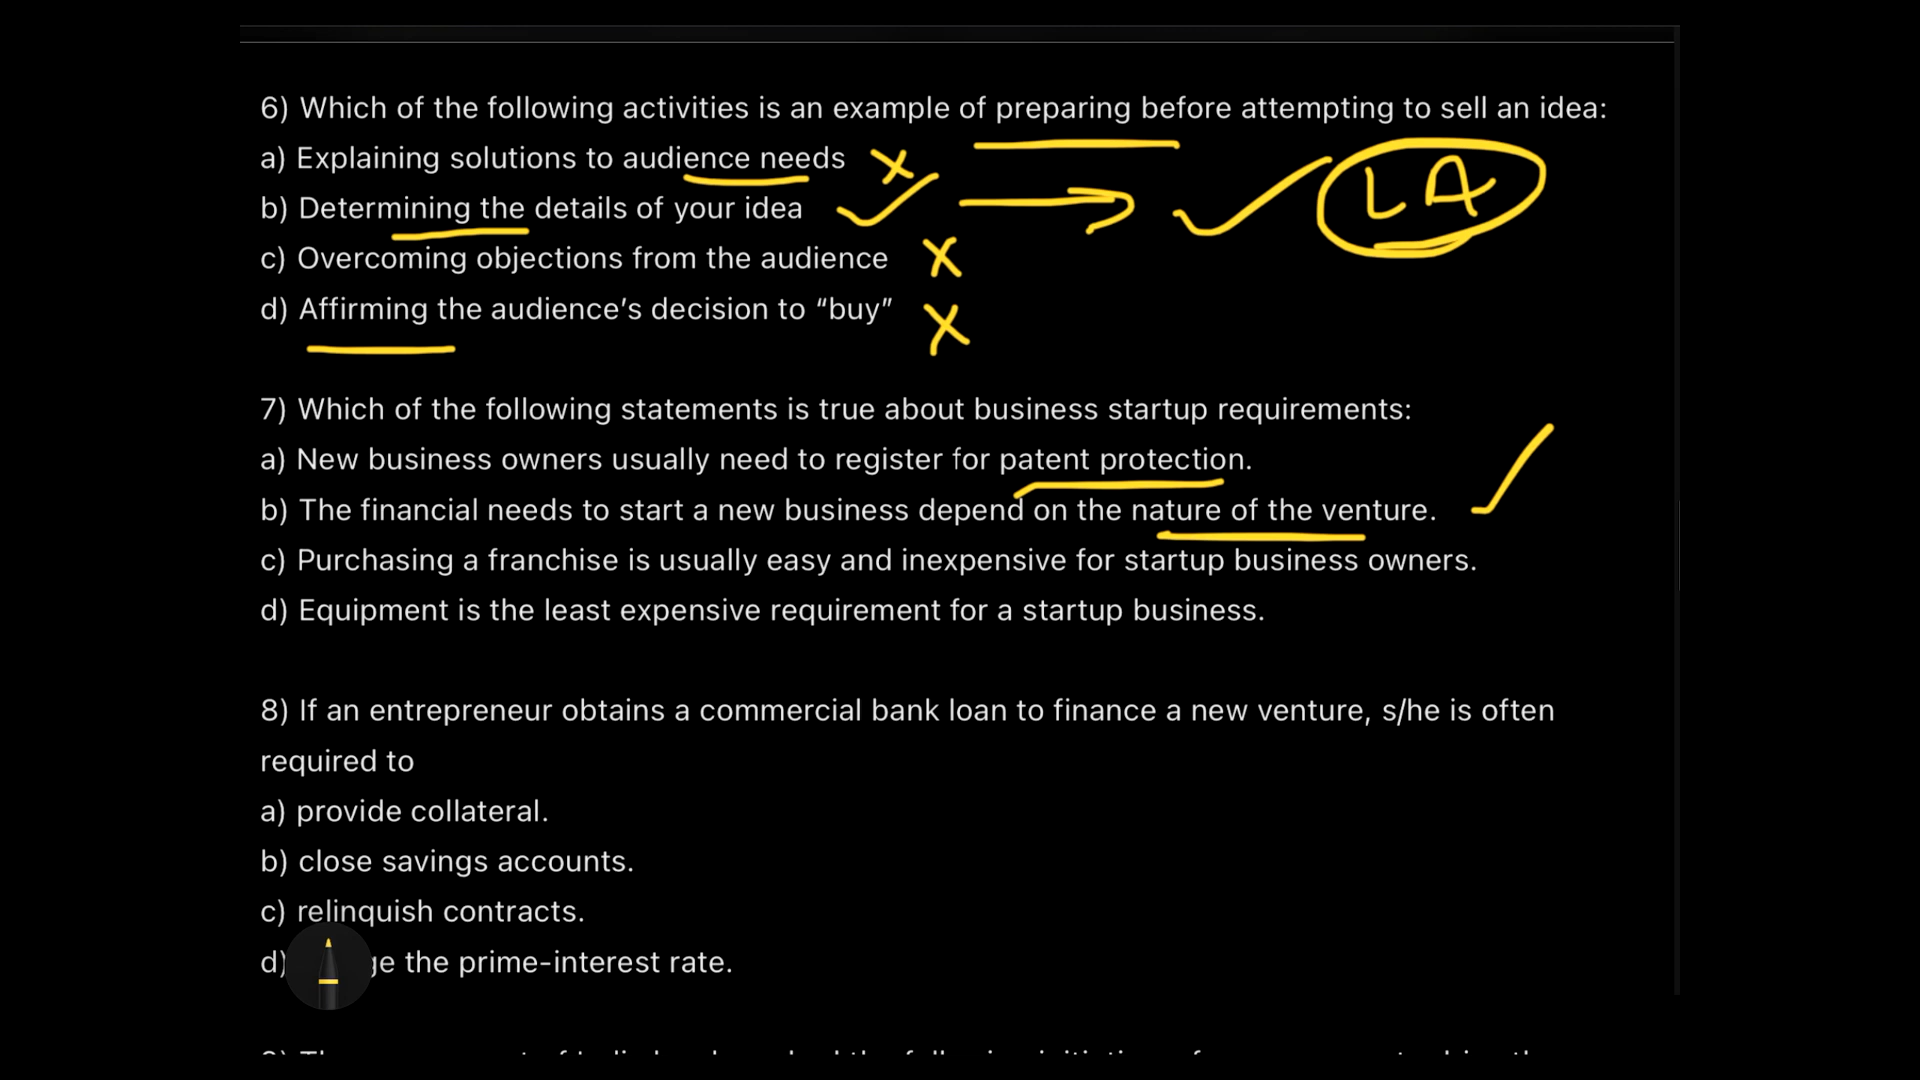 6) Which of the following activities is an example of preparing before attempting to sell an idea:
a) Explaining solutions to audience needs
b) Determining the details of your idea
LA
c) Overcoming objections from the audience
d) Affirming the audience’s decision to “buy”
7) Which of the following statements is true about business startup requirements:
a) New business owners usually need to register for patent protection.
b) The financial needs to start a new business depend on the nature of the venture.
c) Purchasing a franchise is usually easy and inexpensive for startup business owners.
d) Equipment is the least expensive requirement for a startup business.
8) If an entrepreneur obtains a commercial bank loan to finance a new venture, s/he is often
required to
a) provide collateral.
b) close savings accounts.
c) relinquish contracts.
d) the prime-interest rate.